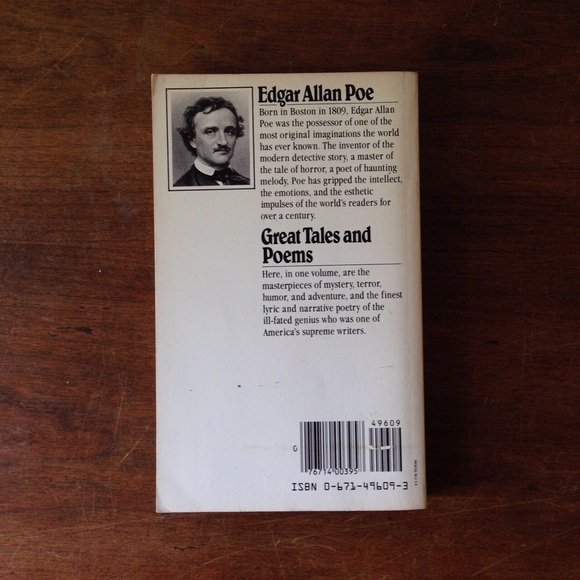 Edgar Allan Poe
Born in Boston in 1809, Edgar Allan
Poe was the possessor of one of the
most original imaginations the world
has ever known. The inventor of the
modern detective story, a master of
the tale of horror, a poet of haunting
melody, Poe has gripped the intellect,
the emotions, and the esthetic
impulses of the world's readers for
over a century.
Great Tales and
Poems
Here, in one volume, are the
masterpieces of mystery, terror,
humor, and adventure, and the finest
lyric and narrative poetry of the
ill-fated genius who was one of
America's supreme writers.
49609
0
76714 00395
ISBN 0-671-49609-3